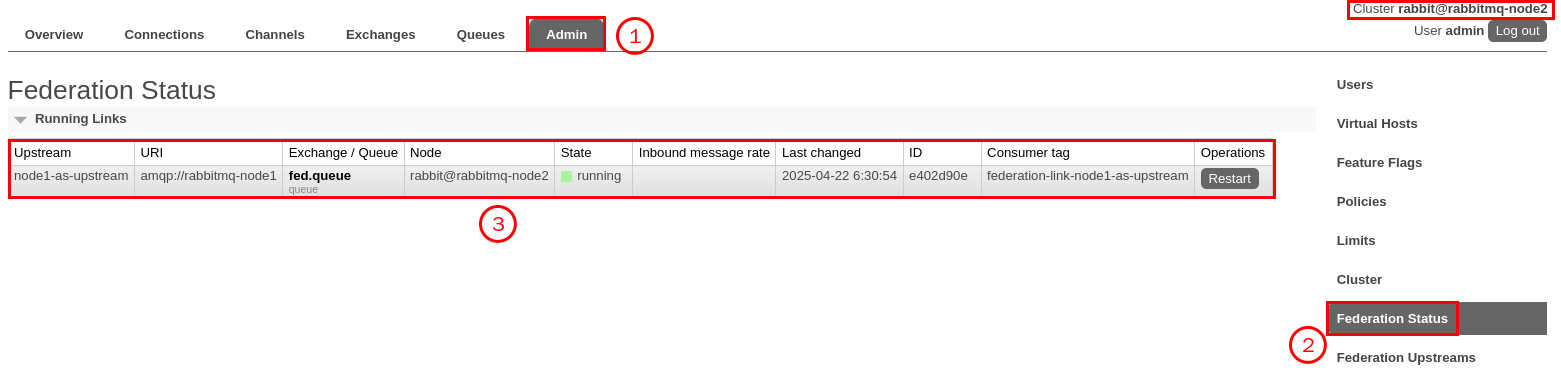 Cluster rabbit@rabbitmq-node2
User admin Log out
Overview Connections Channels Exchanges Queues Admin 1
Federation Status
Running Links
Upstream URI Exchange / Queue Node State Inbound message rate Last changed ID Consumer tag Operations
node1-as-upstream amqp://rabbitmq-node1 fed.queue rabbit@rabbitmq-node2 running 2025-04-22 6:30:54 e402d90e federation-link-node1-as-upstream Restart
queue
3
Users
Virtual Hosts
Feature Flags
Policies
Limits
Cluster
Federation Status
2
Federation Upstreams